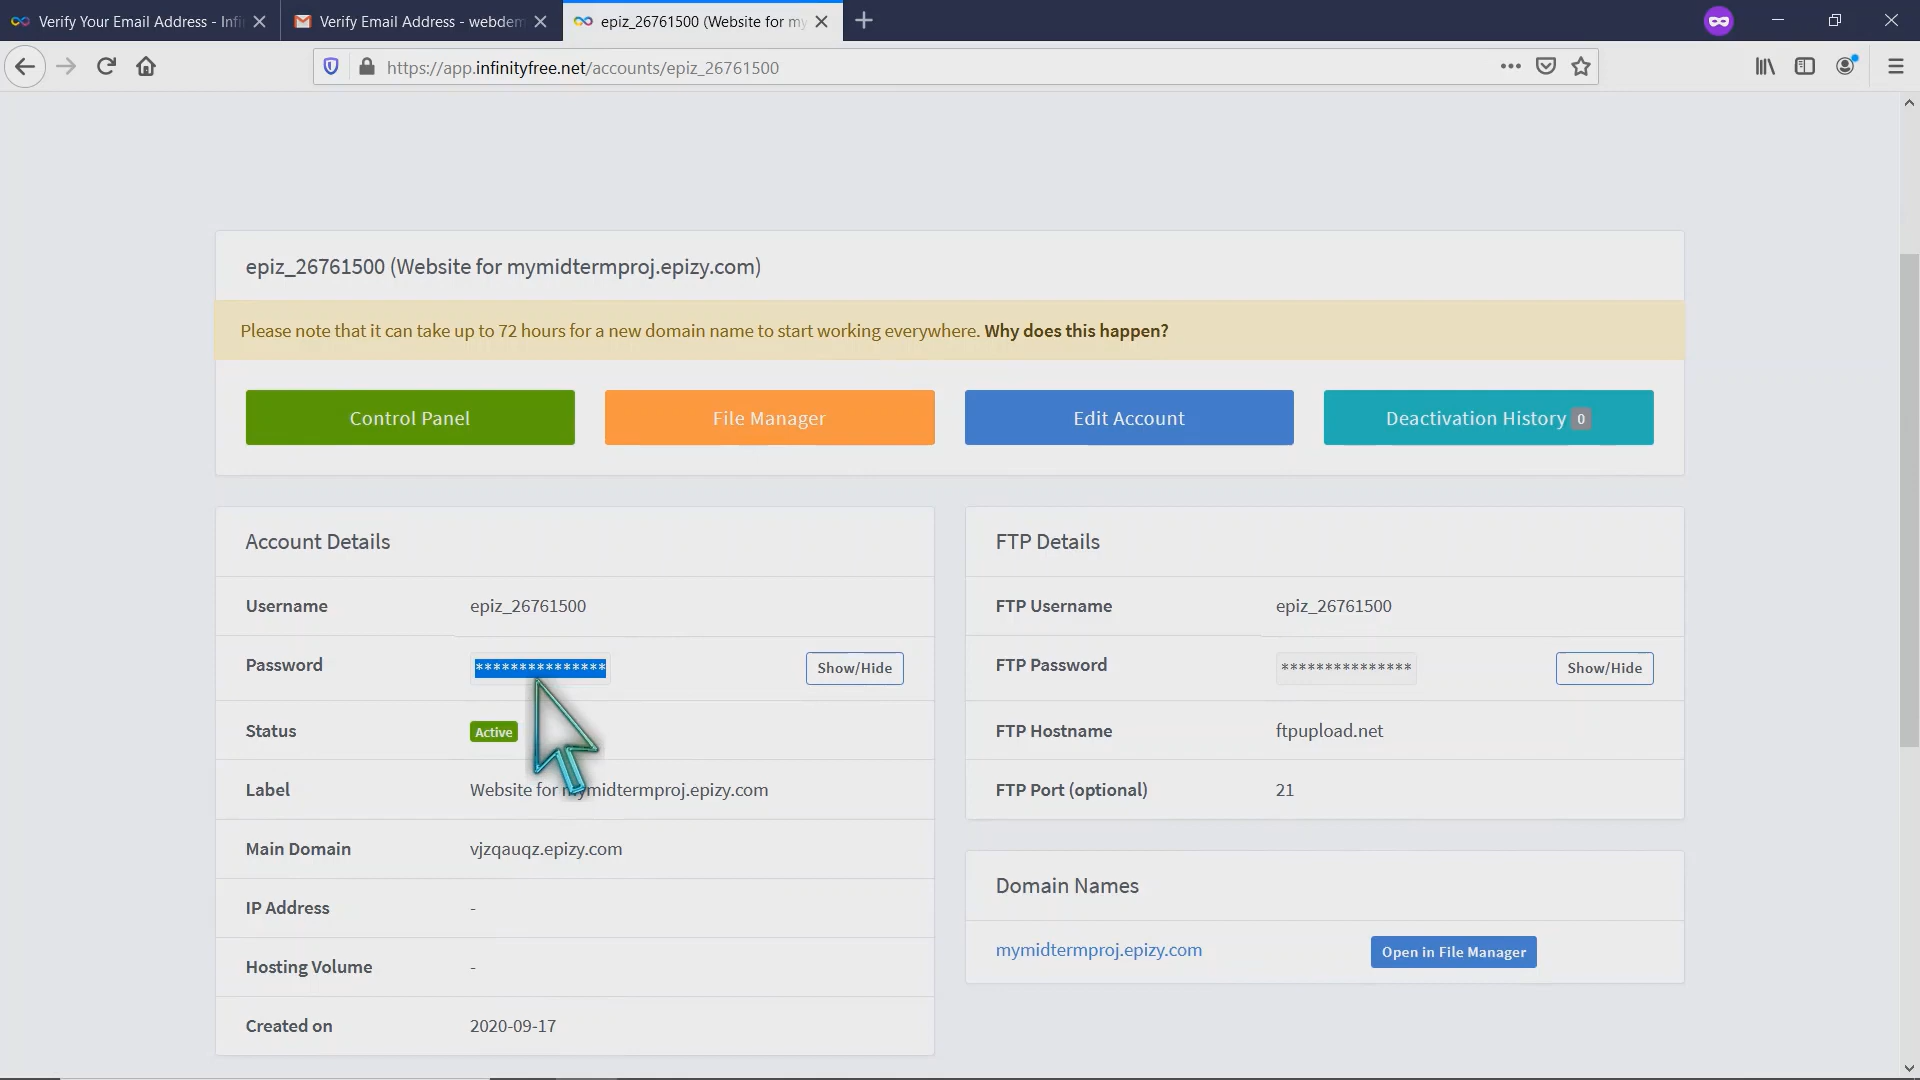 Verify Your Email Address - Infi
Verify Email Address - webdem
epiz_26761500 (Website for my
https://app.infinityfree.net/accounts/epiz_26761500
epiz_26761500 (Website for mymidtermproj.epizy.com)
Please note that it can take up to 72 hours for a new domain name to start working everywhere. Why does this happen?
Control Panel
File Manager
Edit Account
Deactivation History 0
Account Details
Username epiz_26761500
Password *************** Show/Hide
Status Active
Label Website for mymidtermproj.epizy.com
Main Domain vjzqauqz.epizy.com
IP Address -
Hosting Volume -
Created on 2020-09-17
FTP Details
FTP Username epiz_26761500
FTP Password *************** Show/Hide
FTP Hostname ftpupload.net
FTP Port (optional) 21
Domain Names
mymidtermproj.epizy.com Open in File Manager